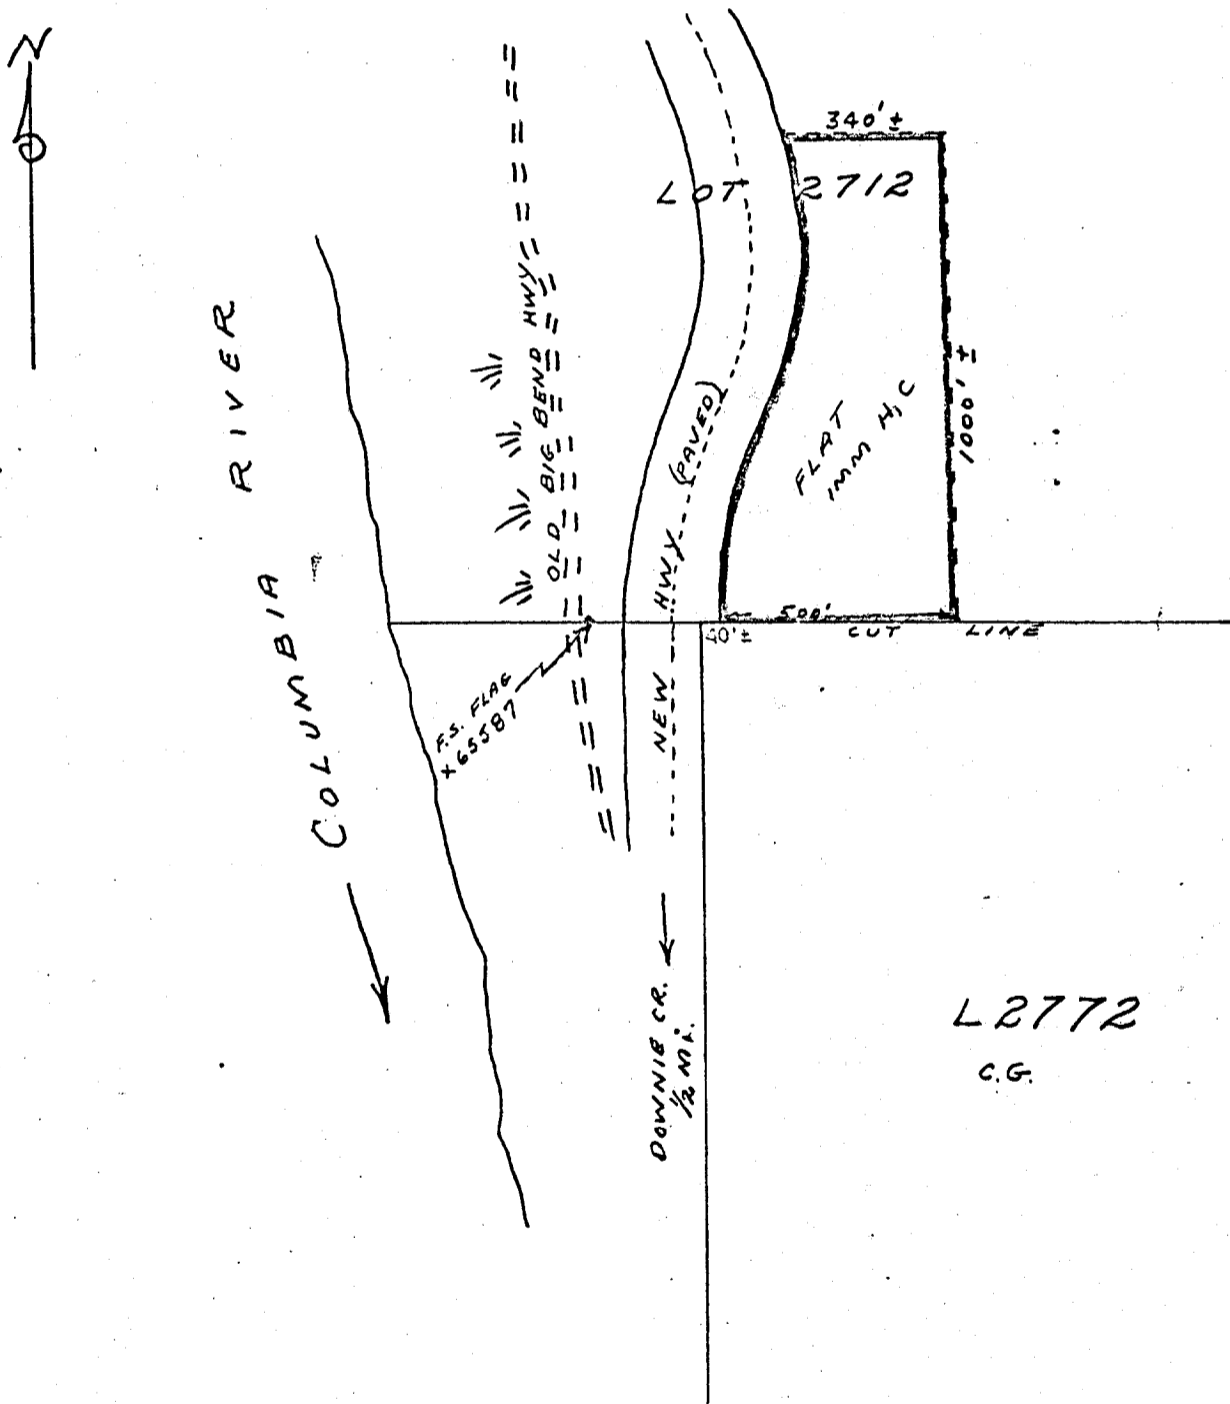 N
340' ±
LOT 2712
COLUMBIA RIVER
OLD BIG BEND HWY
NEW HWY (PAVED)
FLAT
IMM H, C
1000' ±
500'
40' ±
CUT LINE
F.S. FLAG
X65587
DOWNIE CR.
1/2 Mi.
L2772
C.G.